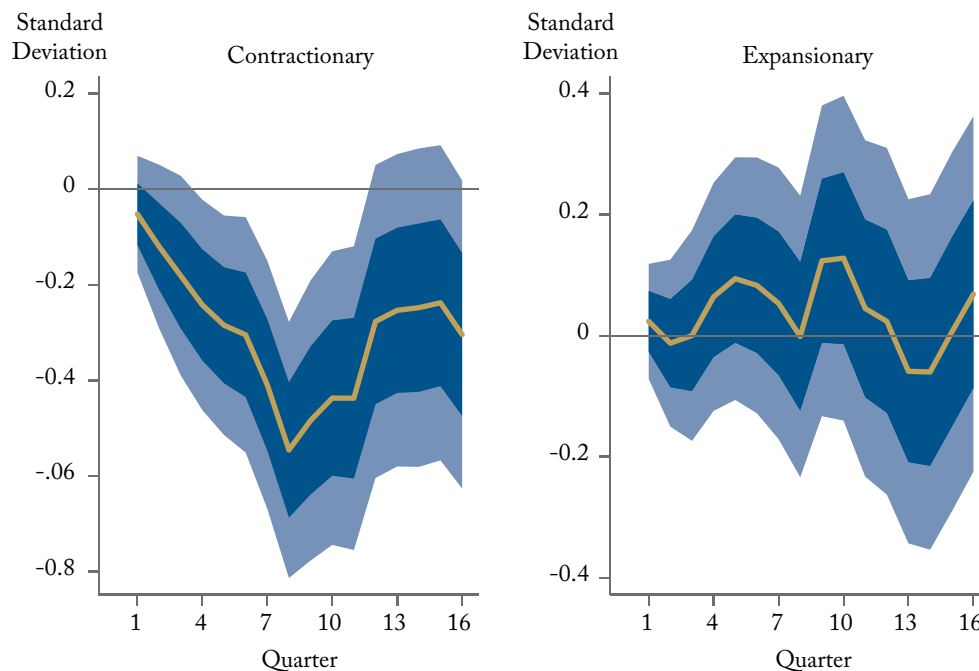 Standard
Deviation
Contractionary
0.2
0
-0.2
-0.4
-.06
-0.8
1 4 7 10 13 16
Quarter
Standard
Deviation
Expansionary
0.4
0.2
0
-0.2
-0.4
1 4 7 10 13 16
Quarter